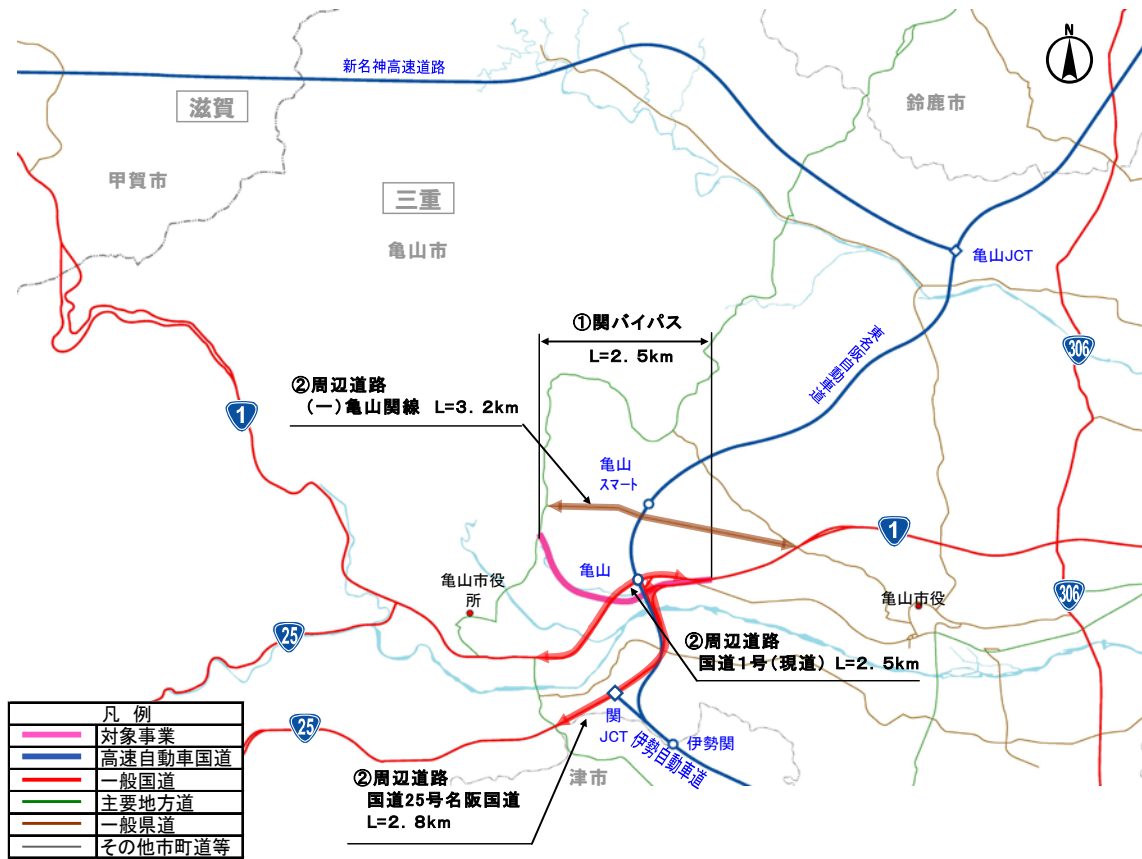 N
新名神高速道路
滋賀
鈴鹿市
甲賀市
三重
亀山市
亀山JCT
①関バイパス
L=2．5km
306
東名阪自動車道
②周辺道路
(一)亀山関線 L=3．2km
1
亀山
スマート
1
亀山
亀山市役
所
亀山市役
306
25
②周辺道路
国道1号(現道) L=2．5km
関
JCT
25
伊勢関
伊勢自動車道
津市
②周辺道路
国道25号名阪国道
L=2．8km
凡 例
対象事業
高速自動車国道
一般国道
主要地方道
一般県道
その他市町道等